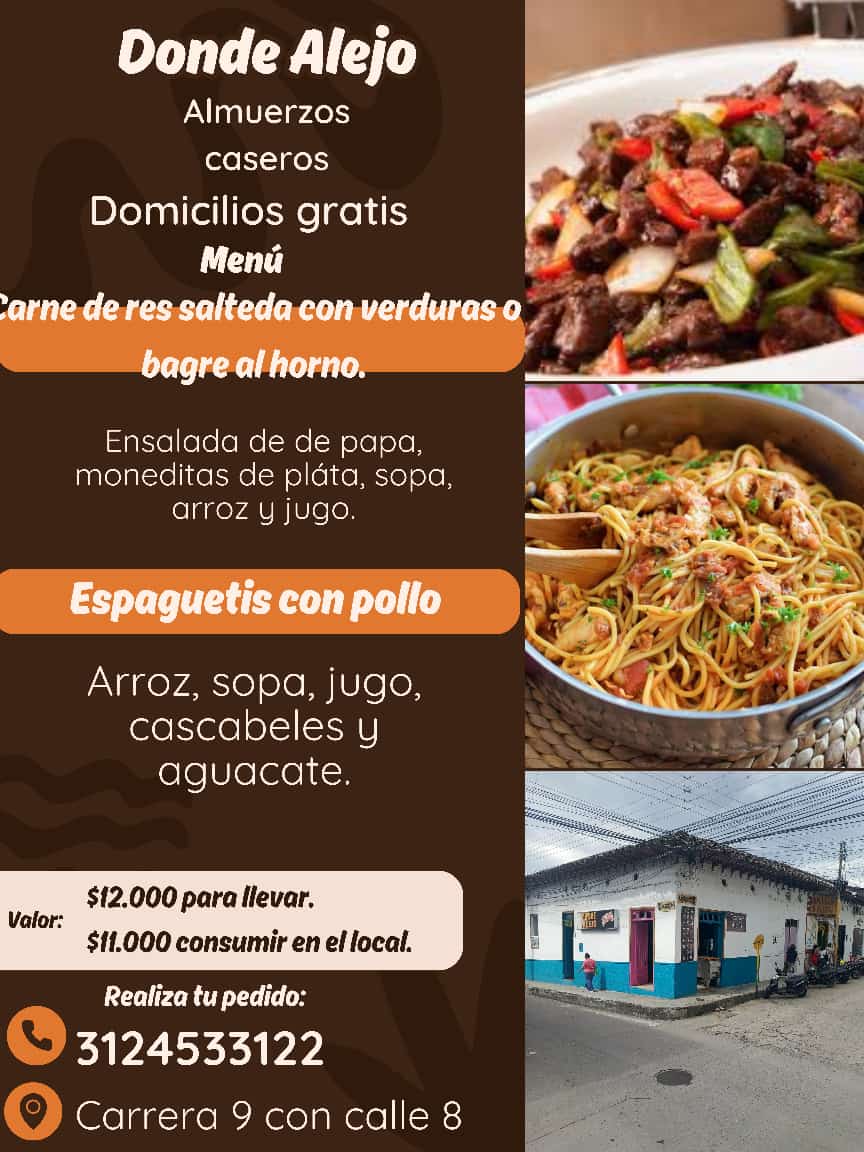 Donde Alejo
Almuerzos
caseros
Domicilios gratis
Menú
Carne de res salteda con verduras o
bagre al horno.
Ensalada de de papa,
moneditas de pláta, sopa,
arroz y jugo.
Espaguetis con pollo
Arroz, sopa, jugo,
cascabeles y
aguacate.
Valor:
$12.000 para llevar.
$11.000 consumir en el local.
Realiza tu pedido:
3124533122
Carrera 9 con calle 8